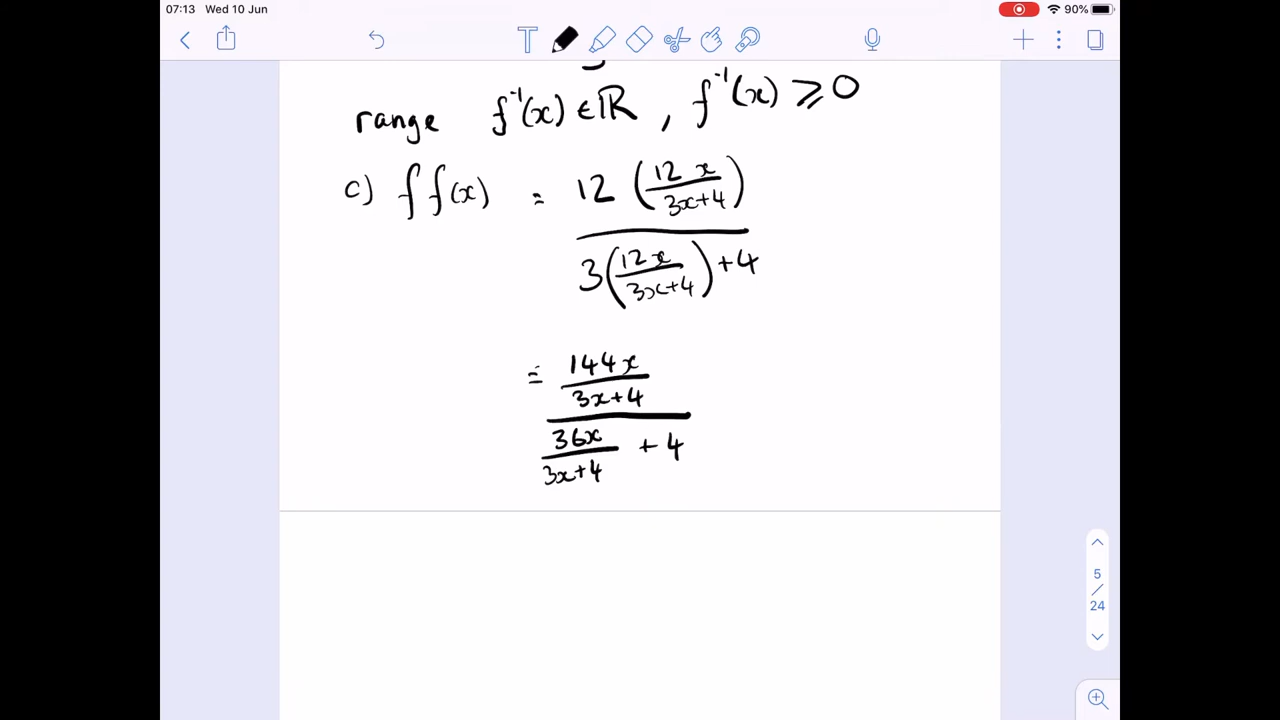 07:13 Wed 10 Jun 90%
T
range f⁻¹(x) ∈ ℝ, f⁻¹(x) ⩾ 0
c) f f(x) = 12 (12x/(3x+4))
3(12x/(3x+4)) + 4
= 144x/(3x+4)
36x/(3x+4) + 4
5
/
24